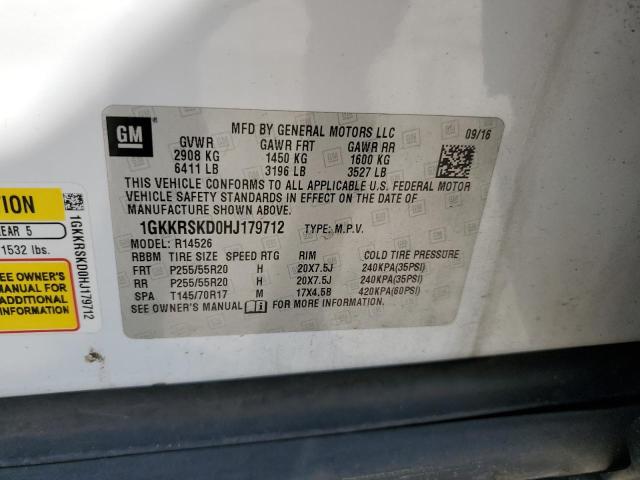 GM
MFD BY GENERAL MOTORS LLC 09/16
GVWR GAWR FRT GAWR RR
2908 KG 1450 KG 1600 KG
6411 LB 3196 LB 3527 LB
THIS VEHICLE CONFORMS TO ALL APPLICABLE U.S. FEDERAL MOTOR
VEHICLE SAFETY STANDARDS IN EFFECT ON THE DATE OF
MANUFACTURE SHOWN ABOVE.
1GKKRSKD0HJ179712 TYPE: M.P.V.
MODEL: R14526
RBBM TIRE SIZE SPEED RTG RIM COLD TIRE PRESSURE
FRT P255/55R20 H 20X7.5J 240KPA(35PSI)
RR P255/55R20 H 20X7.5J 240KPA(35PSI)
SPA T145/70R17 M 17X4.5B 420KPA(60PSI)
SEE OWNER'S MANUAL FOR MORE INFORMATION.
TION
EAR 5
1532 lbs.
SEE OWNER'S
MANUAL FOR
ADDITIONAL
INFORMATION
1GKKRSKD0HJ179712